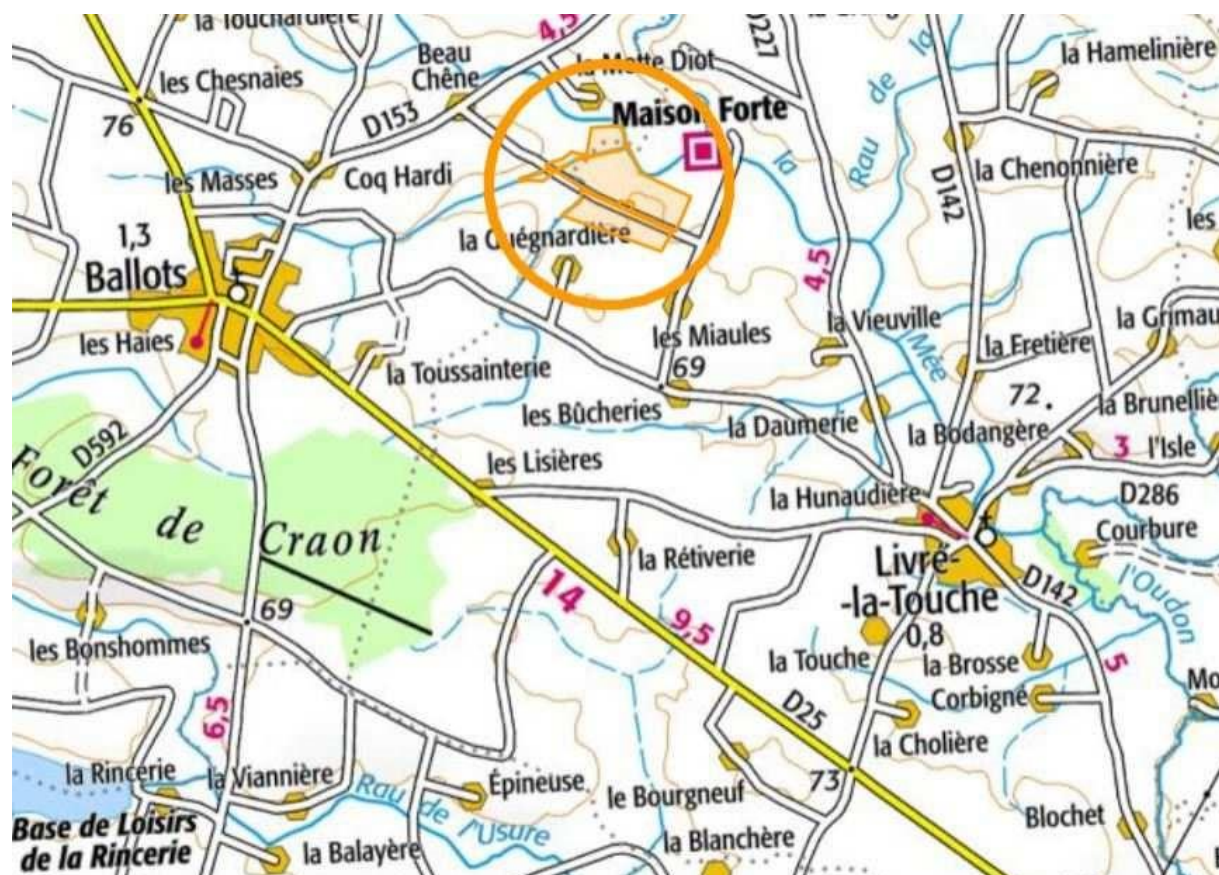 la Touchardière
4,5
D227
la Hamelinière
Beau
Chêne
la Motte Diot
les Chesnaies
Maison Forte
Rau de la
Mée
76
D153
D142
la Chenonnière
les Masses
Coq Hardi
les
1,3
Ballots
la Guégnardière
4,5
la Vieuville
la Grimau
les Haies
les Miaules
la Fretière
la Toussainterie
69
72.
les Bûcheries
la Daumerie
la Bodangère
la Brunelliè
D592
les Lisières
3
l'Isle
la Hunaudière
D286
Forêt de Craon
Courbure
la Rétiverie
Livré-
-la-Touche
0,8
D142
l'Oudon
14
9,5
69
les Bonshommes
la Touche
la Brosse
5
6,5
Corbigné
Mo
D25
la Cholière
la Rincerie
la Viannière
Épineuse
73
Rau de l'Usure
le Bourgneuf
Blochet
Base de Loisirs
de la Rincerie
la Balayère
la Blanchère